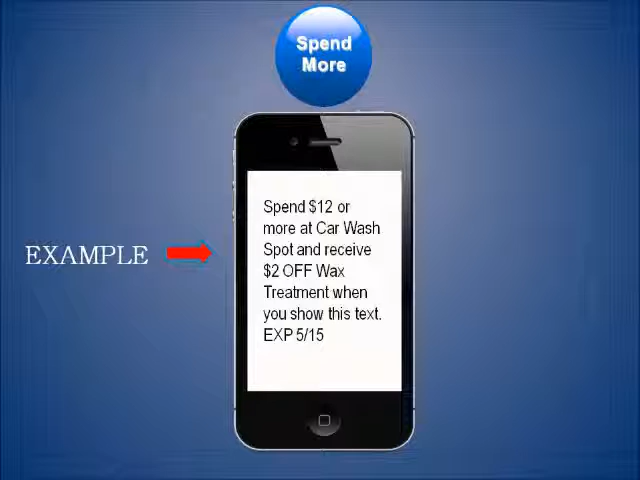 Spend
More
EXAMPLE
Spend $12 or
more at Car Wash
Spot and receive
$2 OFF Wax
Treatment when
you show this text.
EXP 5/15